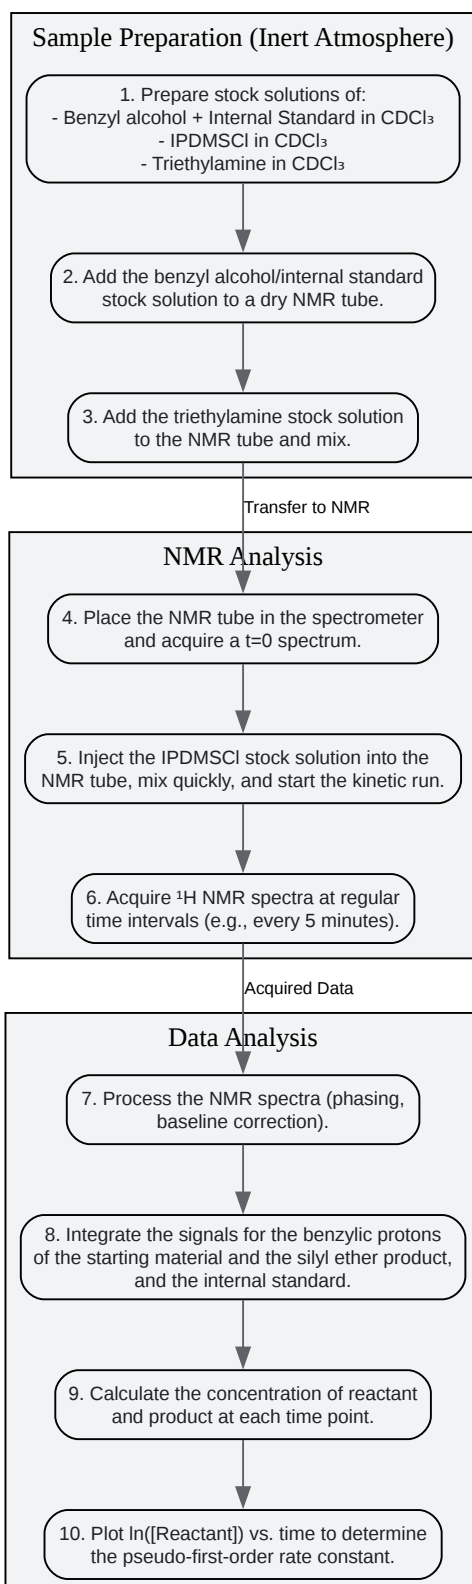 Sample Preparation (Inert Atmosphere)
1. Prepare stock solutions of:
- Benzyl alcohol + Internal Standard in CDCl₃
- IPDMSCl in CDCl₃
- Triethylamine in CDCl₃
2. Add the benzyl alcohol/internal standard
stock solution to a dry NMR tube.
3. Add the triethylamine stock solution
to the NMR tube and mix.
Transfer to NMR
NMR Analysis
4. Place the NMR tube in the spectrometer
and acquire a t=0 spectrum.
5. Inject the IPDMSCl stock solution into the
NMR tube, mix quickly, and start the kinetic run.
6. Acquire ¹H NMR spectra at regular
time intervals (e.g., every 5 minutes).
Acquired Data
Data Analysis
7. Process the NMR spectra (phasing,
baseline correction).
8. Integrate the signals for the benzylic protons
of the starting material and the silyl ether product,
and the internal standard.
9. Calculate the concentration of reactant
and product at each time point.
10. Plot ln([Reactant]) vs. time to determine
the pseudo-first-order rate constant.